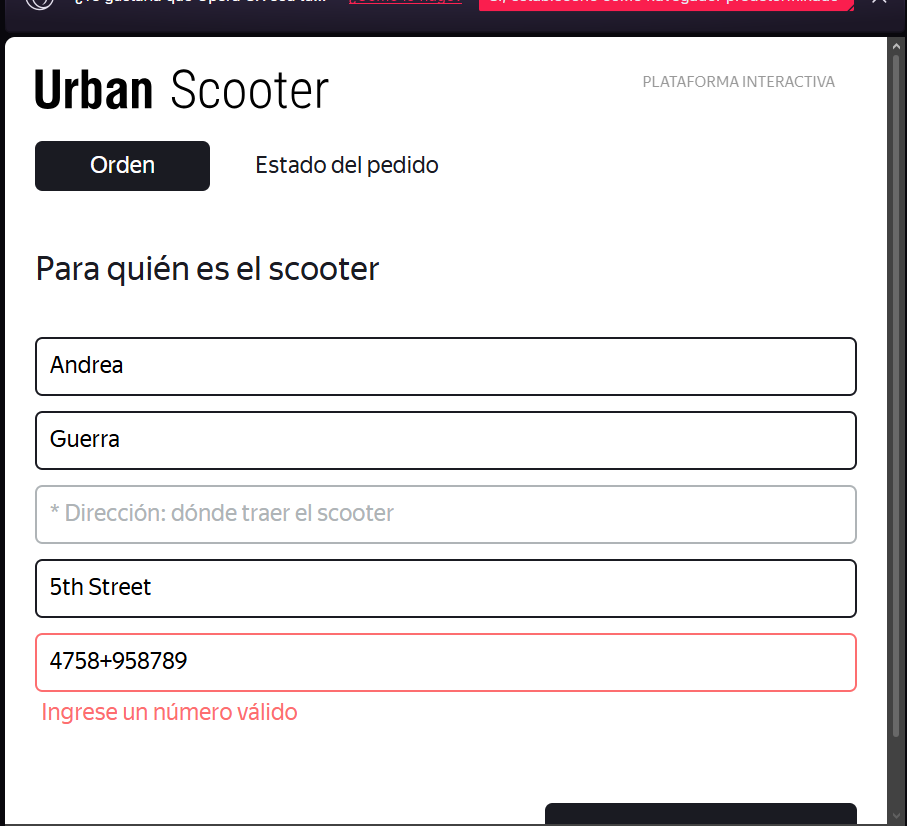 Urban Scooter
PLATAFORMA INTERACTIVA
Orden
Estado del pedido
Para quién es el scooter
Andrea
Guerra
* Dirección: dónde traer el scooter
5th Street
4758+958789
Ingrese un número válido